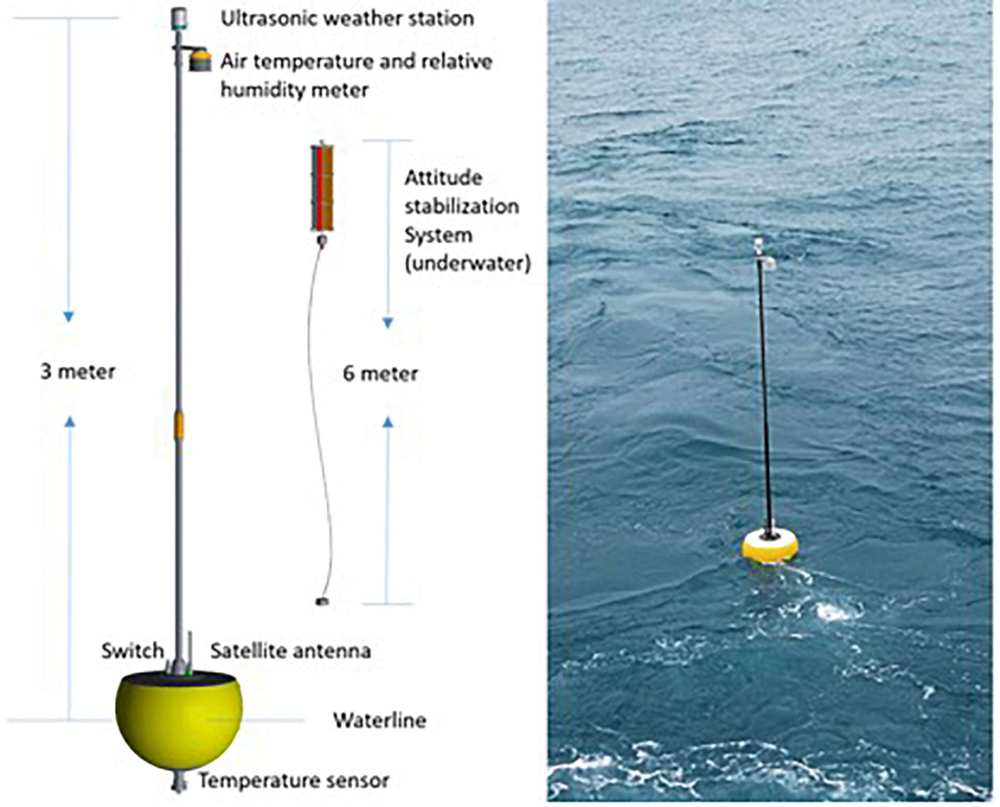 Ultrasonic weather station
Air temperature and relative
humidity meter
Attitude
stabilization
System
(underwater)
3 meter
6 meter
Switch
Satellite antenna
Waterline
Temperature sensor